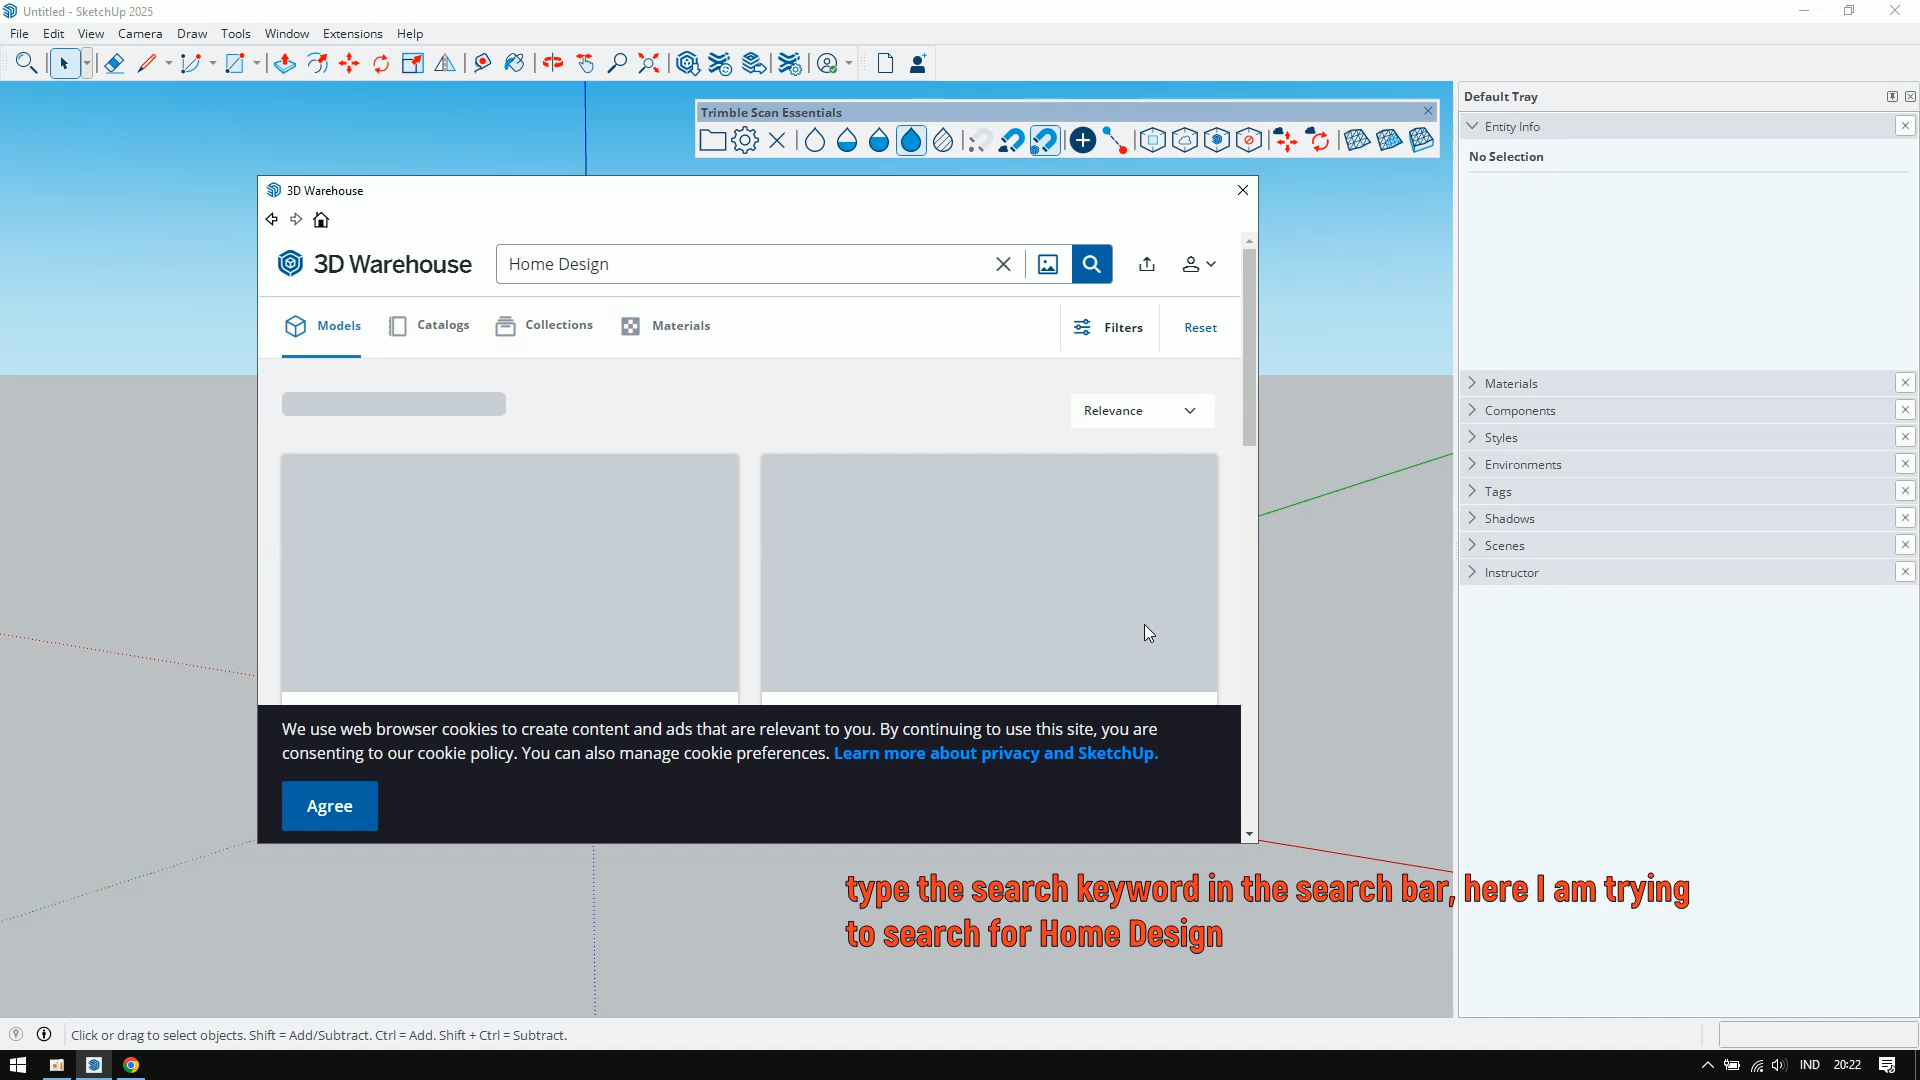 Untitled - SketchUp 2025
File Edit View Camera Draw Tools Window Extensions Help
Trimble Scan Essentials
Default Tray
Entity Info
No Selection
3D Warehouse
3D Warehouse
Home Design
Models Catalogs Collections Materials
Filters Reset
Relevance
We use web browser cookies to create content and ads that are relevant to you. By continuing to use this site, you are
consenting to our cookie policy. You can also manage cookie preferences. Learn more about privacy and SketchUp.
Agree
Materials
Components
Styles
Environments
Tags
Shadows
Scenes
Instructor
type the search keyword in the search bar, here I am trying
to search for Home Design
Click or drag to select objects. Shift = Add/Subtract. Ctrl = Add. Shift + Ctrl = Subtract.
IND 20:22